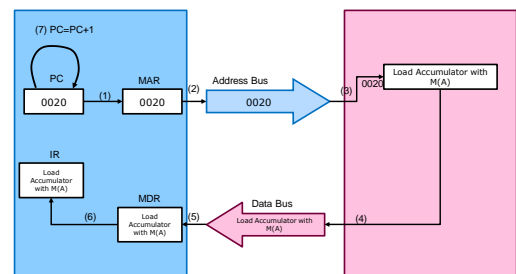 (7) PC=PC+1
PC
MAR
Address Bus
(1)
(2)
(3)
0020
0020
0020
0020
Load Accumulator with
M(A)
IR
Load
Accumulator
with M(A)
MDR
Load
Accumulator
with M(A)
Data Bus
Load Accumulator with
M(A)
(6)
(5)
(4)